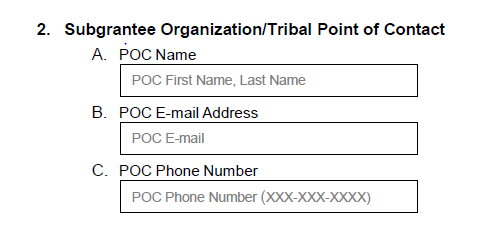 2. Subgrantee Organization/Tribal Point of Contact
A. POC Name
POC First Name, Last Name
B. POC E-mail Address
POC E-mail
C. POC Phone Number
POC Phone Number (XXX-XXX-XXXX)